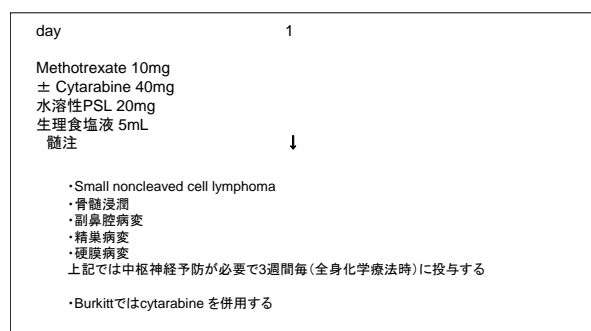 day 1
Methotrexate 10mg
± Cytarabine 40mg
水溶性PSL 20mg
生理食塩液 5mL
髄注 ↓
・Small noncleaved cell lymphoma
・骨髄浸潤
・副鼻腔病変
・精巣病変
・硬膜病変
上記では中枢神経予防が必要で3週間毎(全身化学療法時)に投与する
・Burkittではcytarabine を併用する